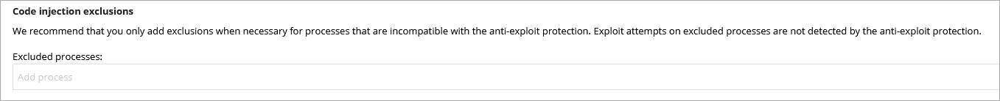 Code injection exclusions
We recommend that you only add exclusions when necessary for processes that are incompatible with the anti-exploit protection. Exploit attempts on excluded processes are not detected by the anti-exploit protection.
Excluded processes:
Add process